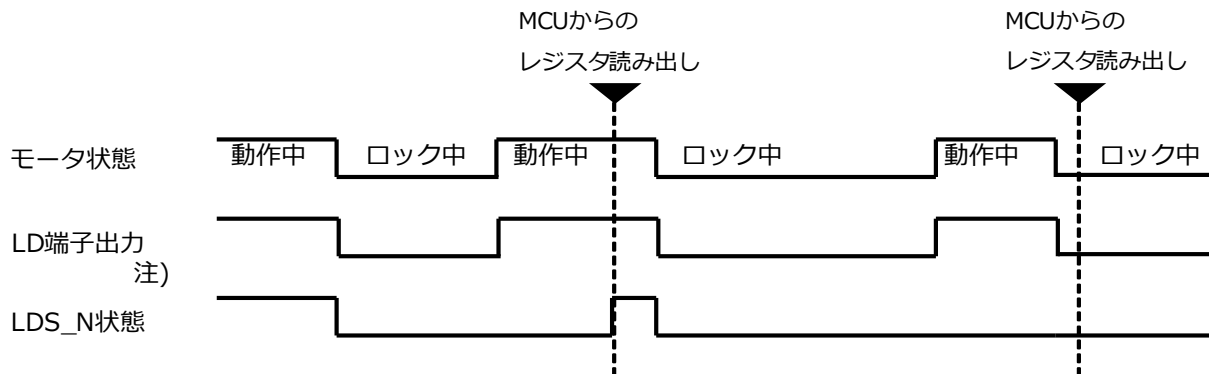 MCUからの
レジスタ読み出し
MCUからの
レジスタ読み出し
モータ状態
動作中
ロック中
動作中
ロック中
動作中
ロック中
LD端子出力
注)
LDS_N状態